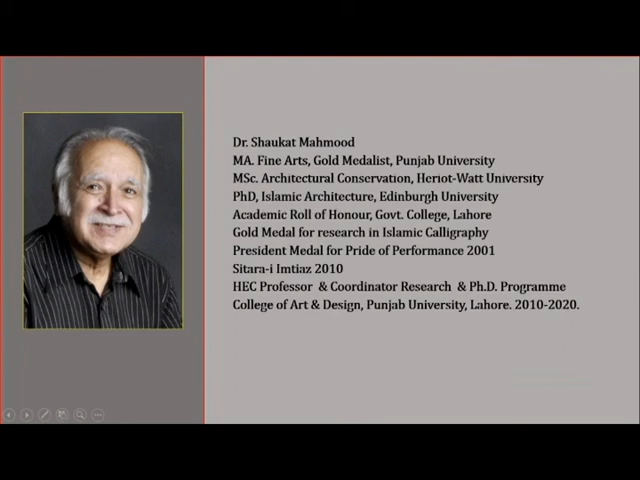 Dr. Shaukat Mahmood
MA. Fine Arts, Gold Medalist, Punjab University
MSc. Architectural Conservation, Heriot-Watt University
PhD, Islamic Architecture, Edinburgh University
Academic Roll of Honour, Govt. College, Lahore
Gold Medal for research in Islamic Calligraphy
President Medal for Pride of Performance 2001
Sitara-i Imtiaz 2010
HEC Professor & Coordinator Research & Ph.D. Programme
College of Art & Design, Punjab University, Lahore. 2010-2020.